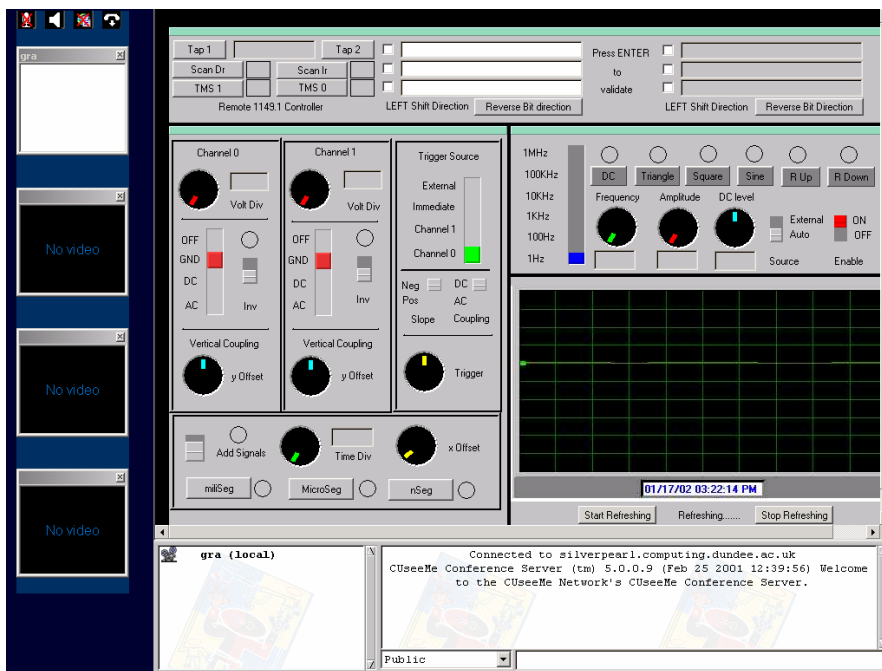 gra
No video
No video
No video
Tap 1 Tap 2
Scan Dr Scan Ir
TMS 1 TMS 0
Remote 1149.1 Controller
LEFT Shift Direction Reverse Bit direction
Press ENTER
to
validate
LEFT Shift Direction Reverse Bit Direction
Channel 0
Volt Div
OFF
GND
DC
AC
Inv
Vertical Coupling
y Offset
Channel 1
Volt Div
OFF
GND
DC
AC
Inv
Vertical Coupling
y Offset
Trigger Source
External
Immediate
Channel 1
Channel 0
Neg DC
Pos AC
Slope Coupling
Trigger
Add Signals Time Div x Offset
miliSeg MicroSeg nSeg
1MHz
100KHz
10KHz
1KHz
100Hz
1Hz
DC Triangle Square Sine R Up R Down
Frequency Amplitude DC level
External ON
Auto OFF
Source Enable
01/17/02 03:22:14 PM
Start Refreshing Refreshing....... Stop Refreshing
gra (local)
Connected to silverpearl.computing.dundee.ac.uk
CUseeMe Conference Server (tm) 5.0.0.9 (Feb 25 2001 12:39:56) Welcome
to the CUseeMe Network's CUseeMe Conference Server.
Public